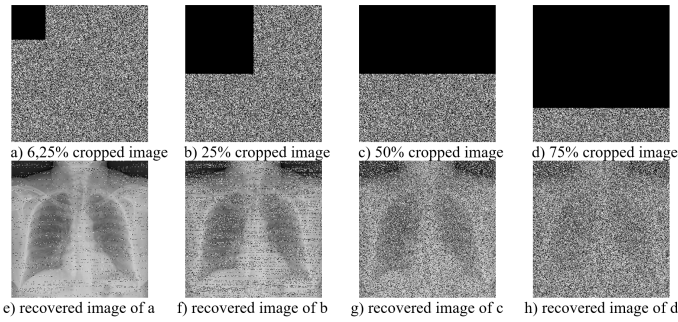 a) 6,25% cropped image
b) 25% cropped image
c) 50% cropped image
d) 75% cropped image
e) recovered image of a
f) recovered image of b
g) recovered image of c
h) recovered image of d